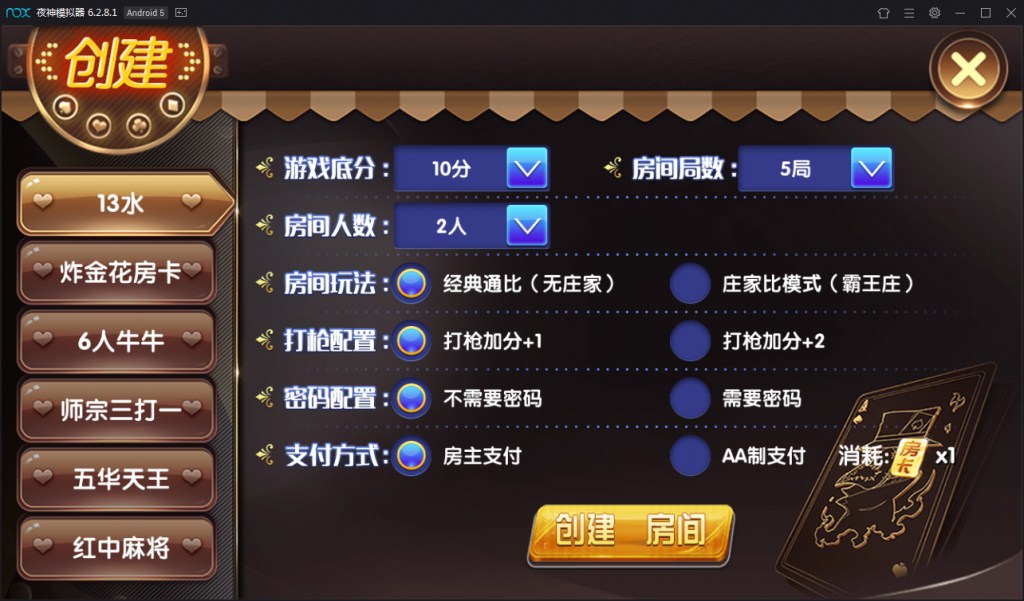 nox 夜神模拟器 6.2.8.1 Android 5
创建
13水
炸金花房卡
6人牛牛
师宗三打一
五华天王
红中麻将
游戏底分: 10分 房间局数: 5局
房间人数: 2人
房间玩法: 经典通比（无庄家） 庄家比模式（霸王庄）
打枪配置: 打枪加分+1 打枪加分+2
密码配置: 不需要密码 需要密码
支付方式: 房主支付 AA制支付 消耗: 房卡 x1
创建 房间